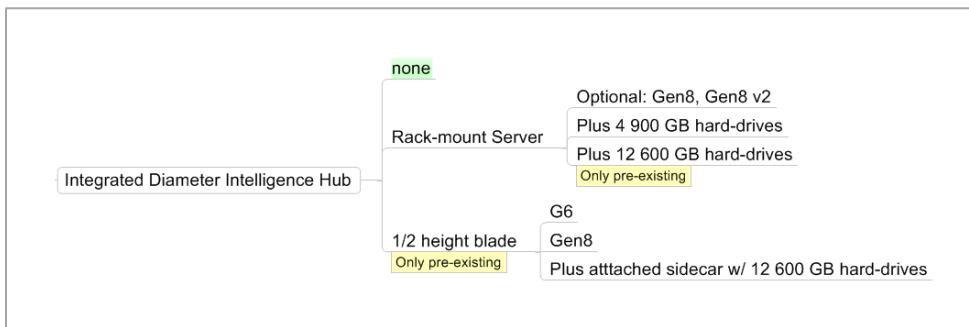 none
Optional: Gen8, Gen8 v2
Plus 4 900 GB hard-drives
Rack-mount Server
Plus 12 600 GB hard-drives
Only pre-existing
Integrated Diameter Intelligence Hub
G6
1/2 height blade
Gen8
Only pre-existing
Plus atttached sidecar w/ 12 600 GB hard-drives